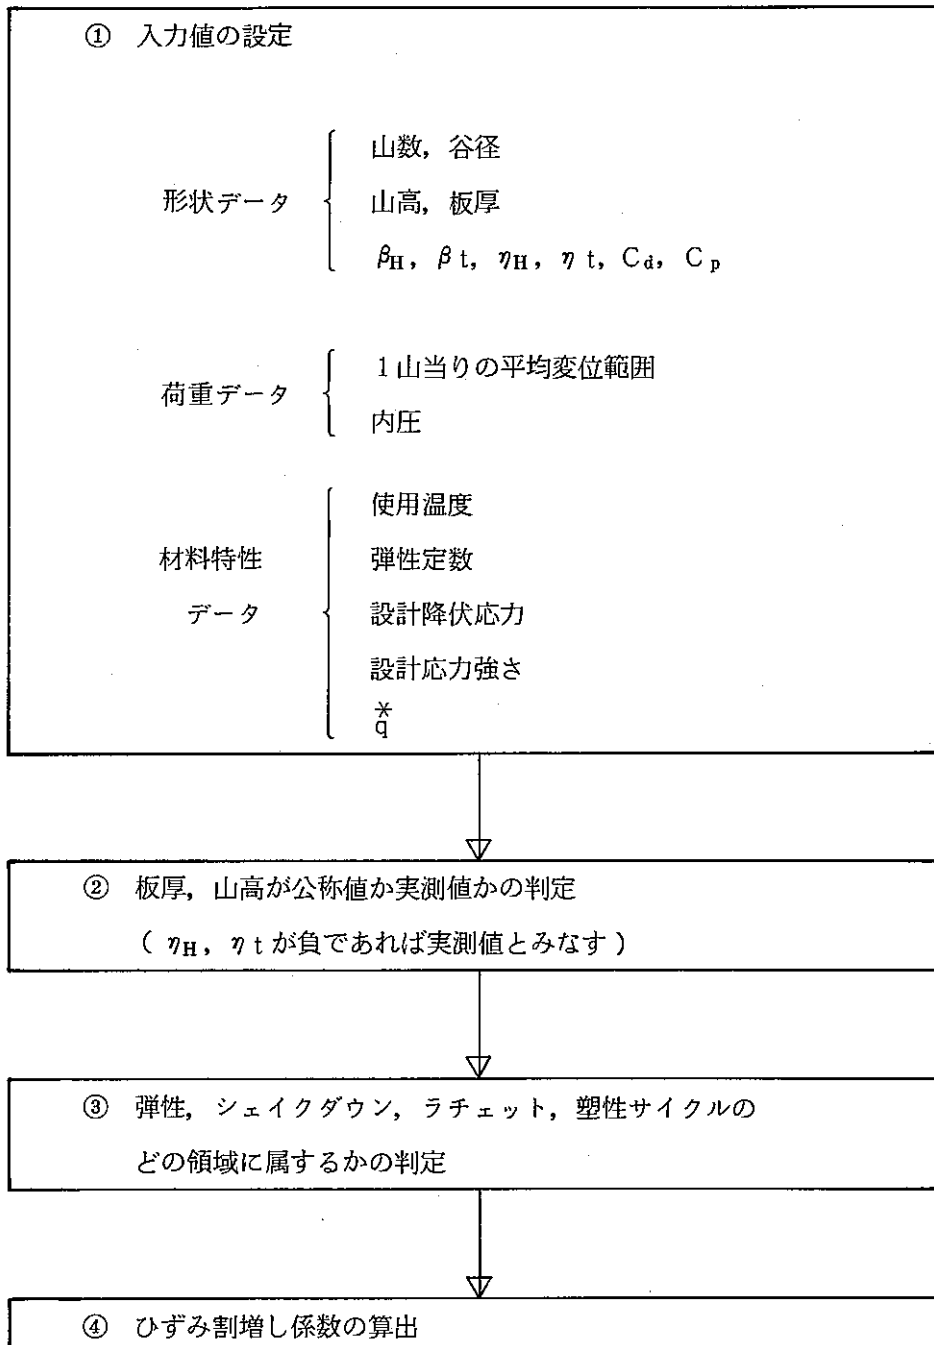 ① 入力値の設定
山数, 谷径
形状データ
山高, 板厚
βH, βt, ηH, ηt, Cd, Cp
1山当りの平均変位範囲
荷重データ
内圧
使用温度
材料特性
弾性定数
データ
設計降伏応力
設計応力強さ
*
q
② 板厚, 山高が公称値か実測値かの判定
( ηH, ηtが負であれば実測値とみなす )
③ 弾性, シェイクダウン, ラチェット, 塑性サイクルの
どの領域に属するかの判定
④ ひずみ割増し係数の算出